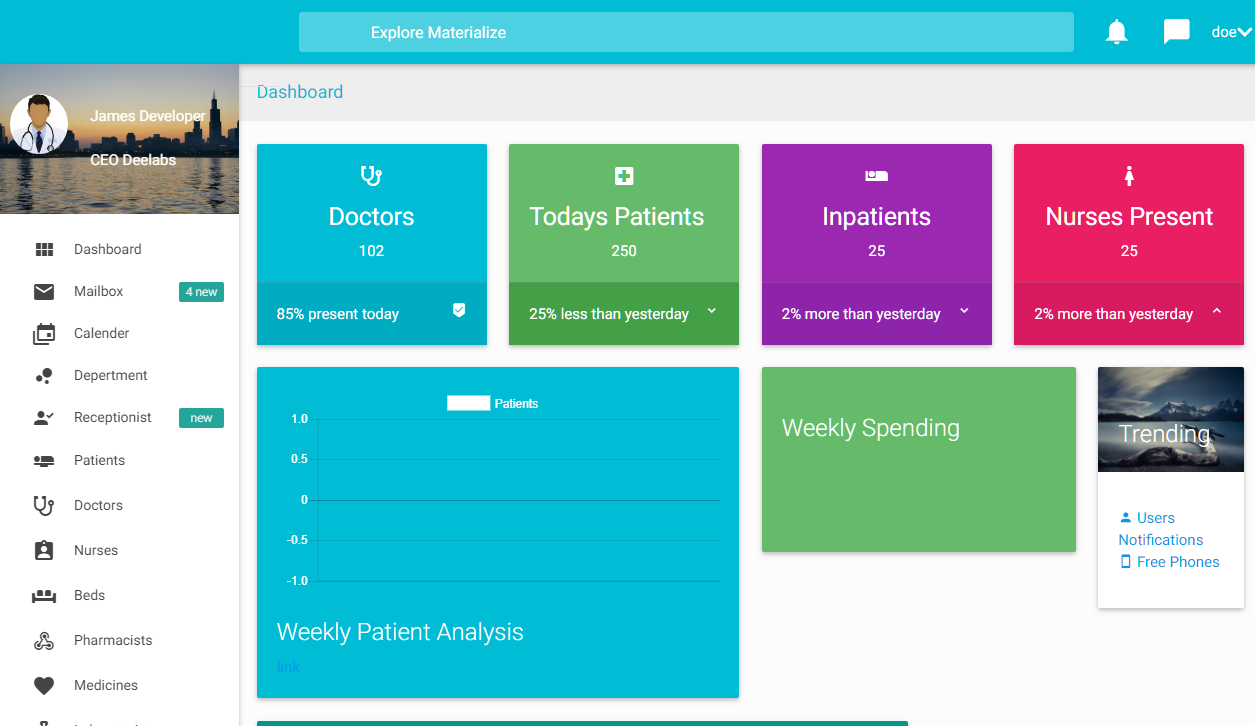 Explore Materialize
doe
James Developer
CEO Deelabs
Dashboard
Mailbox
4 new
Calender
Depertment
Receptionist
new
Patients
Doctors
Nurses
Beds
Pharmacists
Medicines
Dashboard
Doctors
102
85% present today
Todays Patients
250
25% less than yesterday
Inpatients
25
2% more than yesterday
Nurses Present
25
2% more than yesterday
Patients
1.0
0.5
0
-0.5
-1.0
Weekly Patient Analysis
link
Weekly Spending
Trending
Users
Notifications
Free Phones